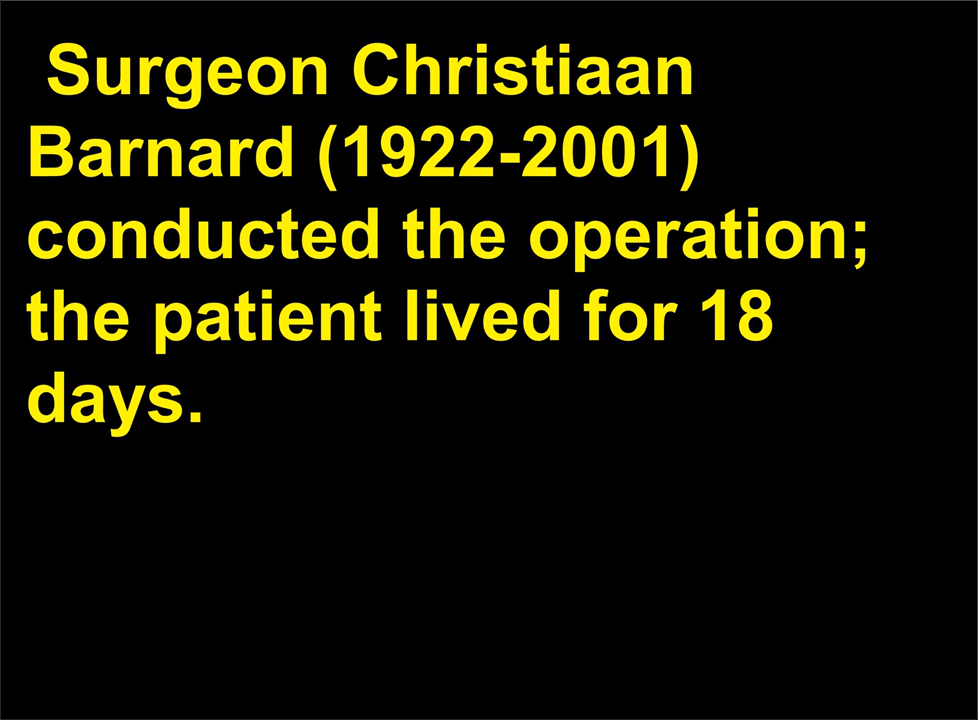 Surgeon Christiaan
Barnard (1922-2001)
conducted the operation;
the patient lived for 18
days.